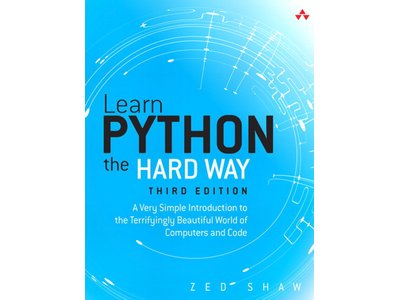 Learn
PYTHON
the HARD WAY
THIRD EDITION
A Very Simple Introduction to
the Terrifyingly Beautiful World of
Computers and Code
ZED SHAW